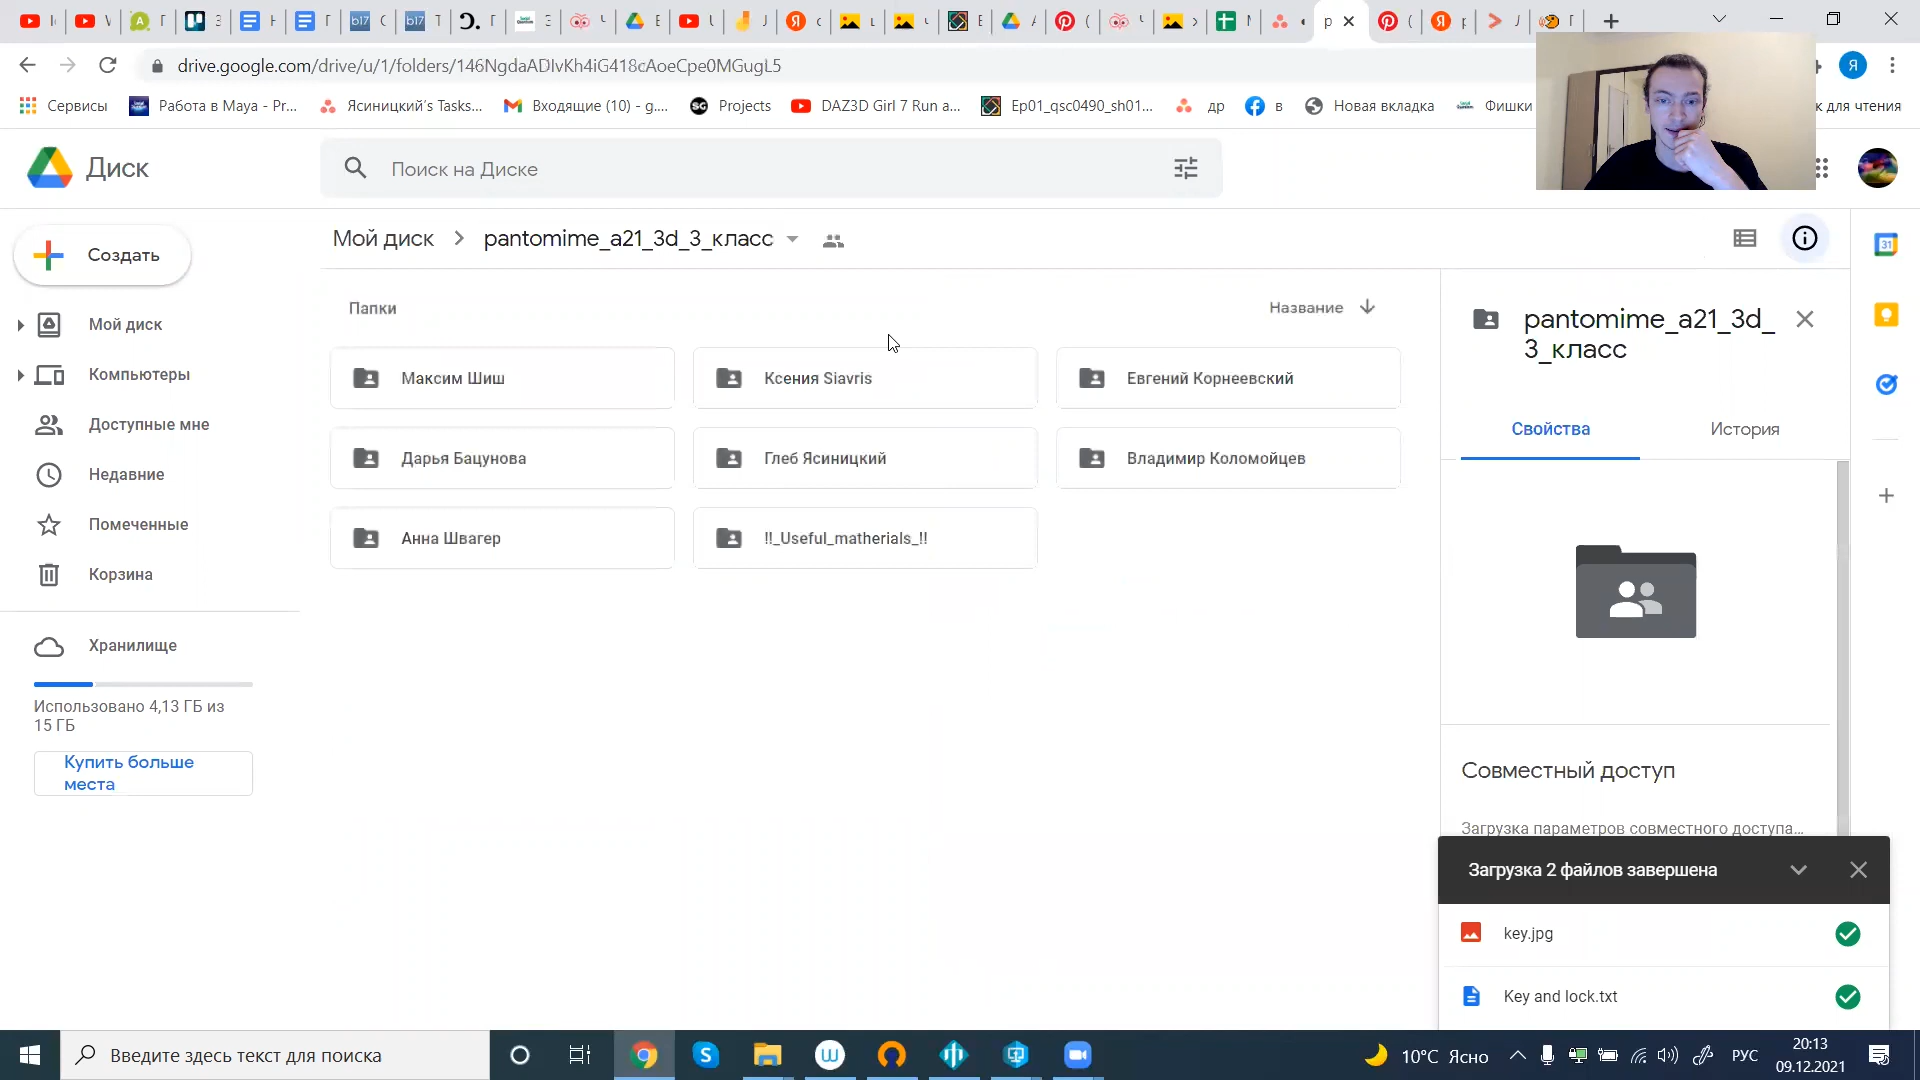 drive.google.com/drive/u/1/folders/146NgdaADIvKh4iG418cAoeCpe0MGugL5
Я
Сервисы
Работа в Maya - Pr...
Ясиницкий's Tasks...
Входящие (10) - g....
Projects
DAZ3D Girl 7 Run a...
Ep01_qsc0490_sh01...
др
в
Новая вкладка
Фишки
к для чтения
Диск
Поиск на Диске
Создать
Мой диск
pantomime_a21_3d_3_класс
Мой диск
Компьютеры
Доступные мне
Недавние
Помеченные
Корзина
Хранилище
Использовано 4,13 ГБ из
15 ГБ
Купить больше
места
Папки
Название
Максим Шиш
Ксения Siavris
Евгений Корнеевский
Дарья Бацунова
Глеб Ясиницкий
Владимир Коломойцев
Анна Швагер
!!_Useful_matherials_!!
pantomime_a21_3d_
3_класс
Свойства
История
31
Совместный доступ
Загрузка параметров совместного доступа...
Загрузка 2 файлов завершена
key.jpg
Key and lock.txt
Введите здесь текст для поиска
10°C Ясно
РУС
20:13
09.12.2021